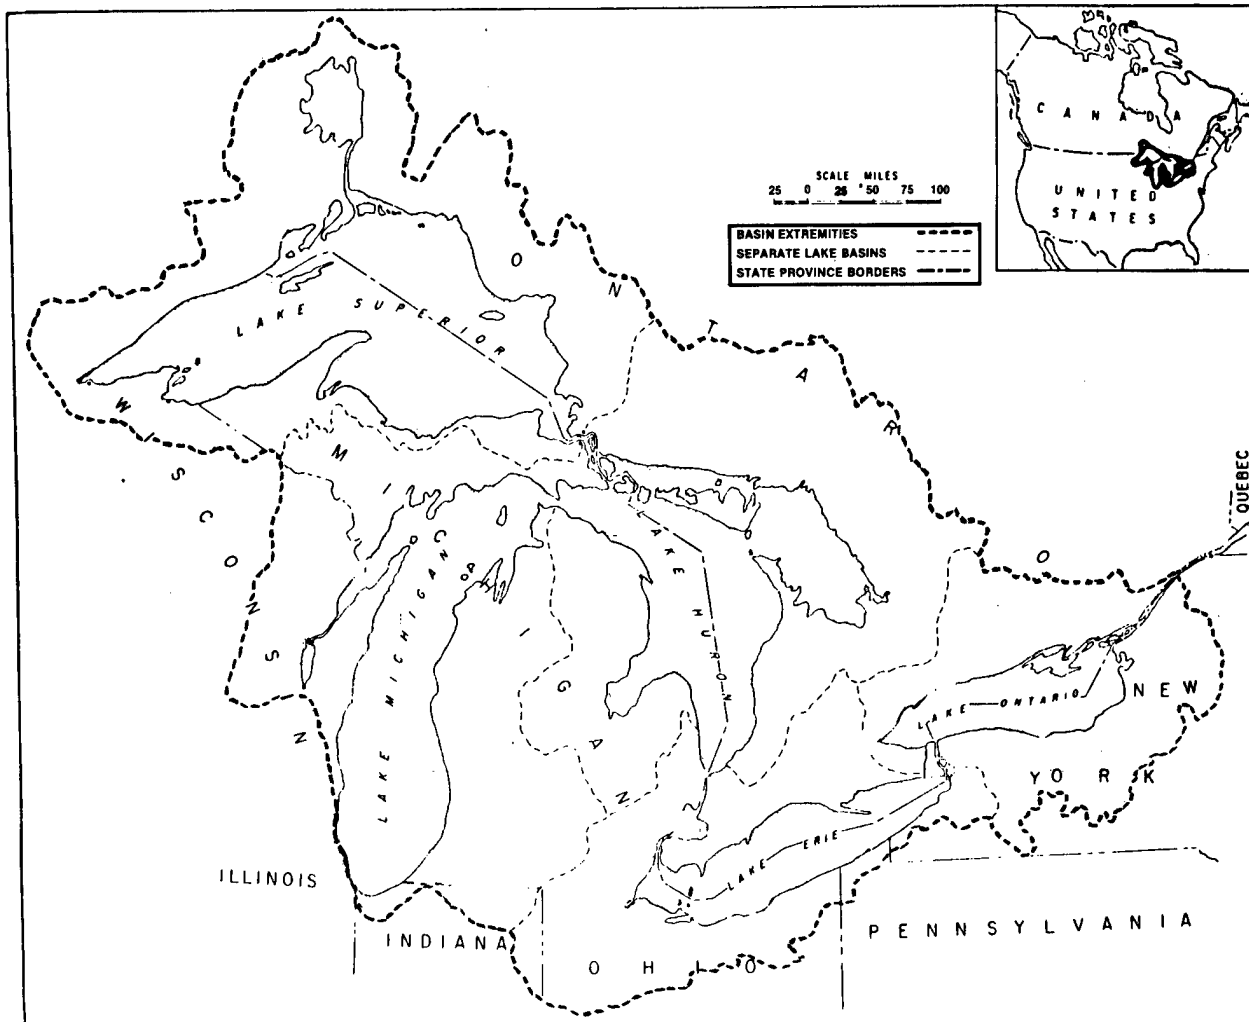 CANADA
UNITED
STATES
SCALE MILES
25 0 25 50 75 100
BASIN EXTREMITIES
SEPARATE LAKE BASINS
STATE PROVINCE BORDERS
ONTARIO
LAKE SUPERIOR
WISCONSIN
MICHIGAN
LAKE MICHIGAN
LAKE HURON
QUEBEC
LAKE ONTARIO
NEW
YORK
LAKE ERIE
ILLINOIS
INDIANA
OHIO
PENNSYLVANIA